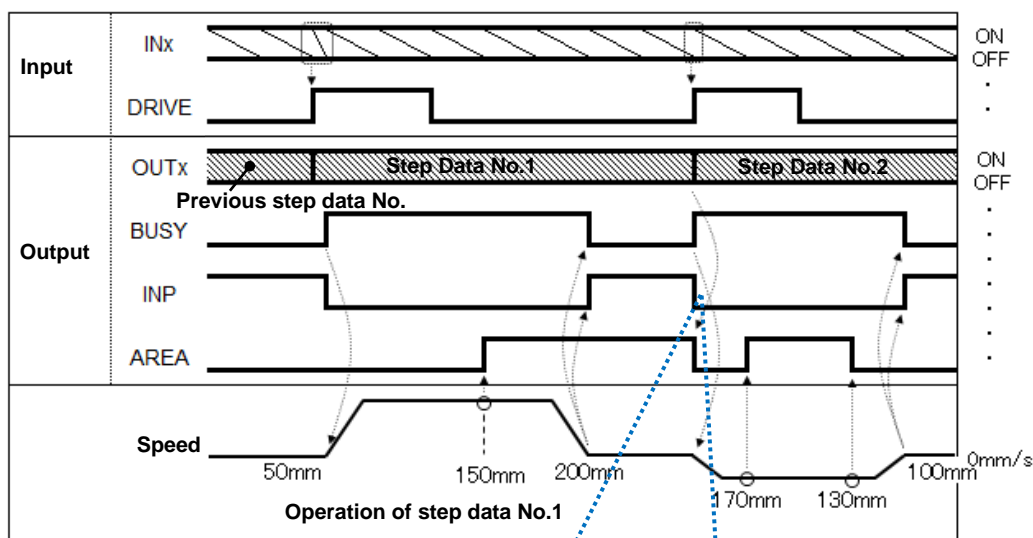 INx
ON
OFF
Input
DRIVE
OUTx
Step Data No.1
Step Data No.2
ON
OFF
Previous step data No.
BUSY
Output
INP
AREA
Speed
50mm
150mm
200mm
170mm
130mm
100mm
0mm/s
Operation of step data No.1